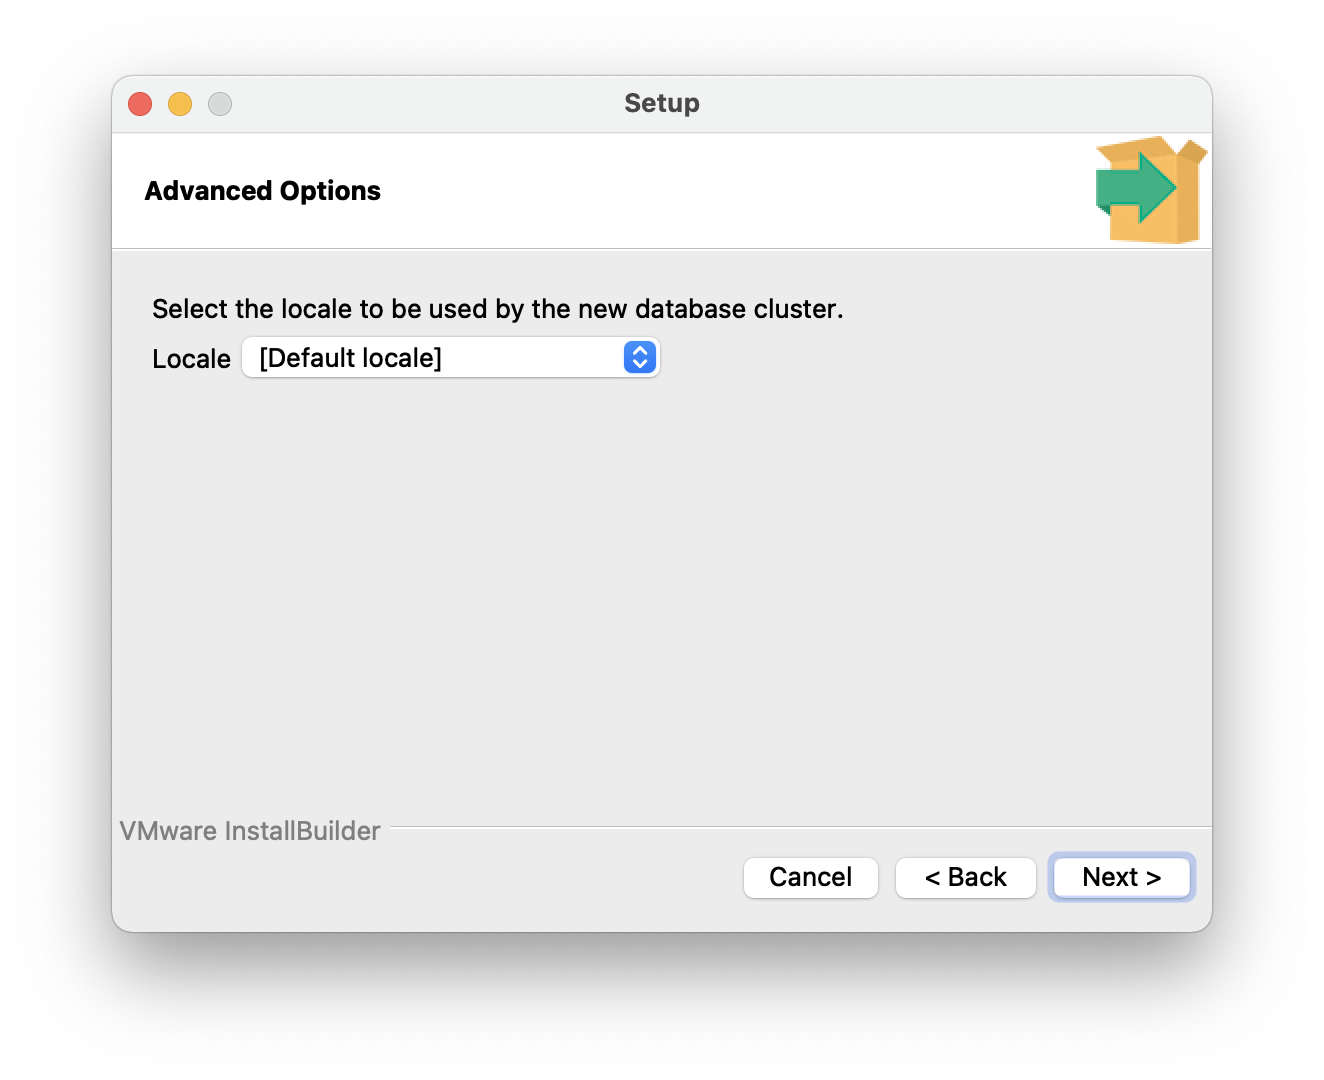 Setup
Advanced Options
Select the locale to be used by the new database cluster.
Locale [Default locale]
VMware InstallBuilder
Cancel < Back Next >